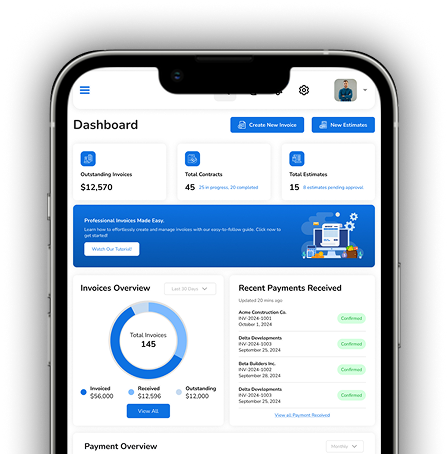 Dashboard
Create New Invoice
New Estimates
Outstanding Invoices
$12,570
Total Contracts
45 25 in progress, 20 completed
Total Estimates
15 8 estimates pending approval
Professional Invoices Made Easy.
Learn how to effortlessly create and manage invoices with our easy-to-follow guide. Click now to
get started!
Watch Our Tutorial!
Invoices Overview
Last 30 Days
Total Invoices
145
Invoiced
$56,000
Received
$12,596
Outstanding
$12,000
View All
Recent Payments Received
Updated 20 mins ago
Acme Construction Co.
INV-2024-1001
October 1, 2024
Confirmed
Delta Developments
INV-2024-1003
September 25, 2024
Confirmed
Beta Builders Inc.
INV-2024-1002
September 28, 2024
Confirmed
Delta Developments
INV-2024-1003
September 25, 2024
Confirmed
View all Payment Received
Payment Overview
Monthly